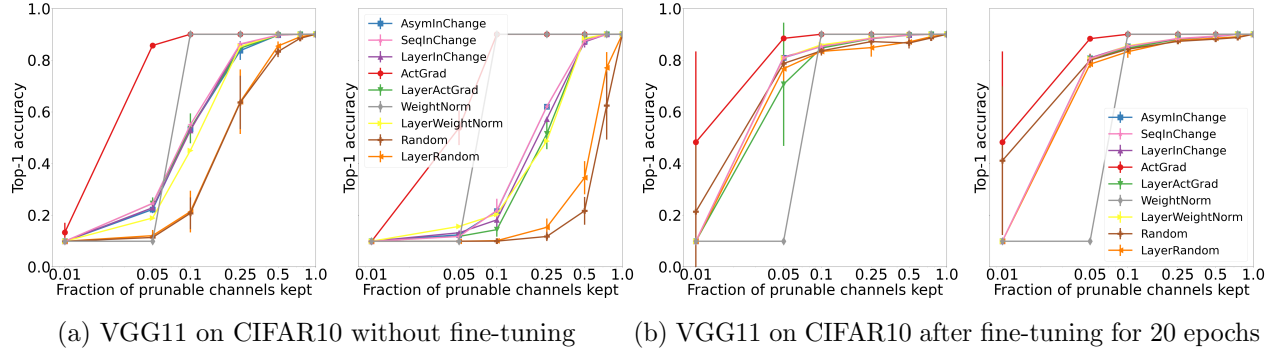 1.0
0.8
0.6
0.4
0.2
0.0
Top-1 accuracy
0.01 0.05 0.1 0.25 0.5 1.0
Fraction of prunable channels kept
Top-1 accuracy
AsymInChange
SeqInChange
LayerInChange
ActGrad
LayerActGrad
WeightNorm
LayerWeightNorm
Random
LayerRandom
0.01 0.05 0.1 0.25 0.5 1.0
Fraction of prunable channels kept
(a) VGG11 on CIFAR10 without fine-tuning
1.0
0.8
0.6
0.4
0.2
0.0
Top-1 accuracy
0.01 0.05 0.1 0.25 0.5 1.0
Fraction of prunable channels kept
Top-1 accuracy
AsymInChange
SeqInChange
LayerInChange
ActGrad
LayerActGrad
WeightNorm
LayerWeightNorm
Random
LayerRandom
0.01 0.05 0.1 0.25 0.5 1.0
Fraction of prunable channels kept
(b) VGG11 on CIFAR10 after fine-tuning for 20 epochs